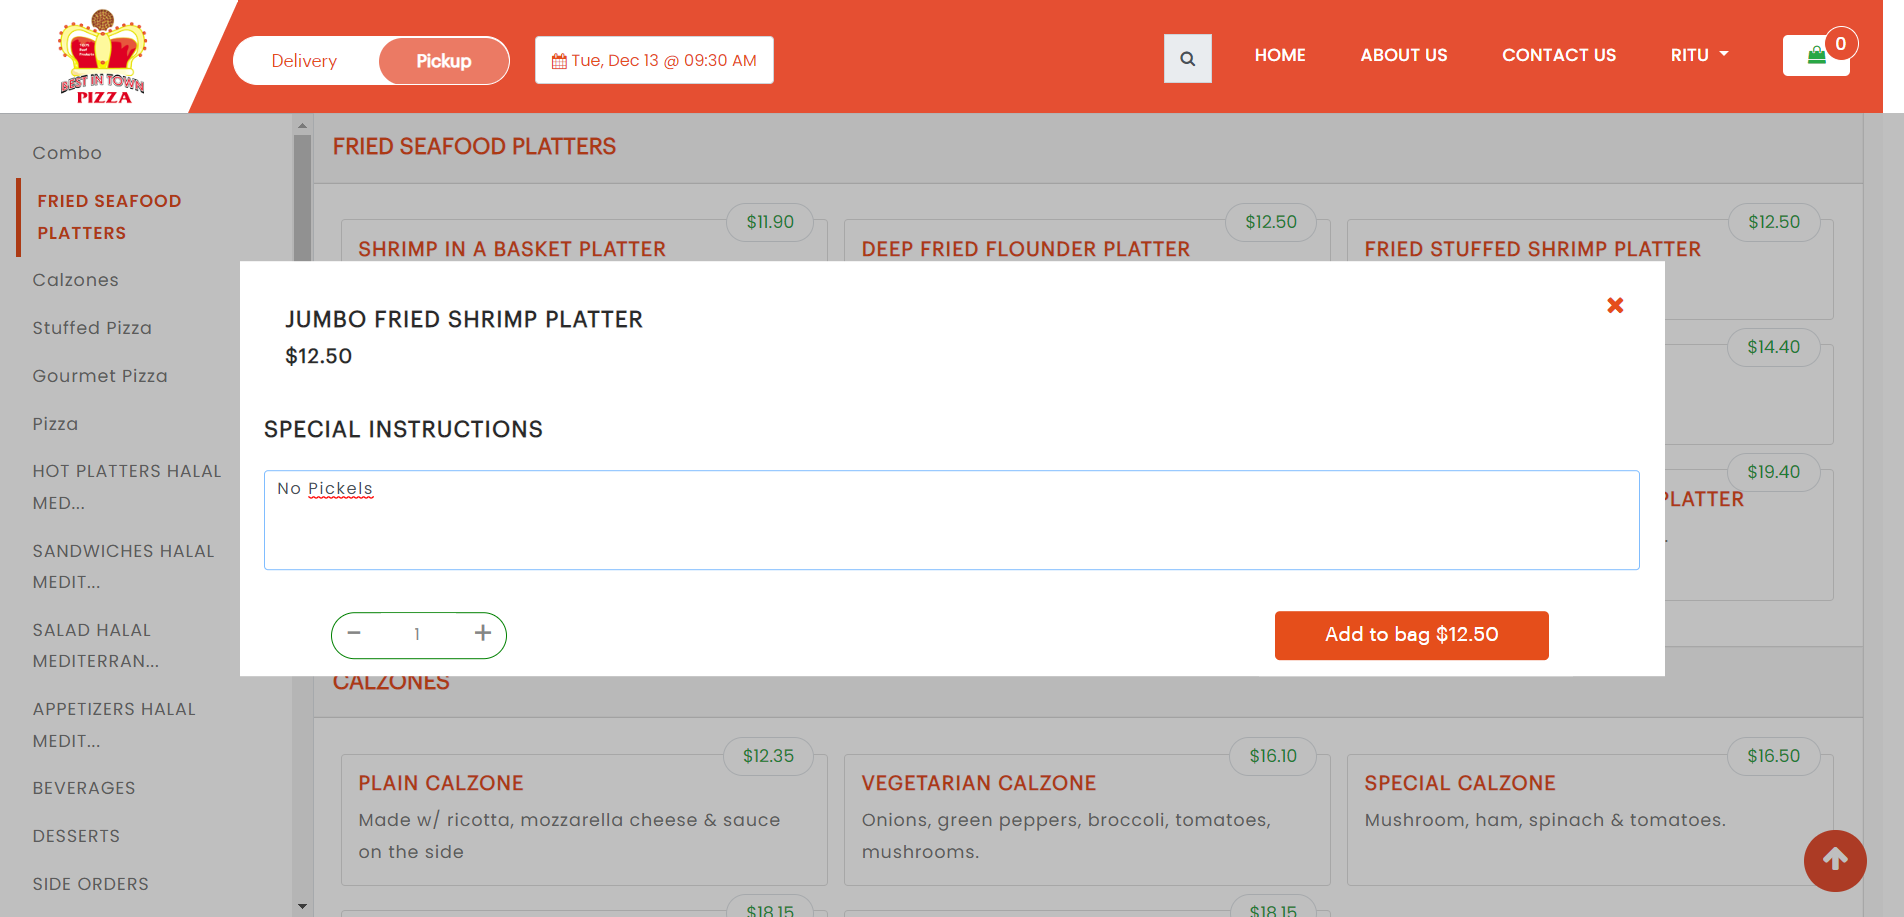 BEST IN TOWN
PIZZA
Delivery
Pickup
Tue, Dec 13 @ 09:30 AM
HOME
ABOUT US
CONTACT US
RITU
0
Combo
FRIED SEAFOOD
PLATTERS
Calzones
Stuffed Pizza
Gourmet Pizza
Pizza
HOT PLATTERS HALAL
MED...
SANDWICHES HALAL
MEDIT...
SALAD HALAL
MEDITERRAN...
APPETIZERS HALAL
MEDIT...
BEVERAGES
DESSERTS
SIDE ORDERS
FRIED SEAFOOD PLATTERS
$11.90
SHRIMP IN A BASKET PLATTER
$12.50
DEEP FRIED FLOUNDER PLATTER
$12.50
FRIED STUFFED SHRIMP PLATTER
$14.40
$19.40
PLATTER
JUMBO FRIED SHRIMP PLATTER
$12.50
SPECIAL INSTRUCTIONS
No Pickels
1
Add to bag $12.50
CALZONES
$12.35
PLAIN CALZONE
Made w/ ricotta, mozzarella cheese & sauce
on the side
$16.10
VEGETARIAN CALZONE
Onions, green peppers, broccoli, tomatoes,
mushrooms.
$16.50
SPECIAL CALZONE
Mushroom, ham, spinach & tomatoes.
$18.15
$18.15